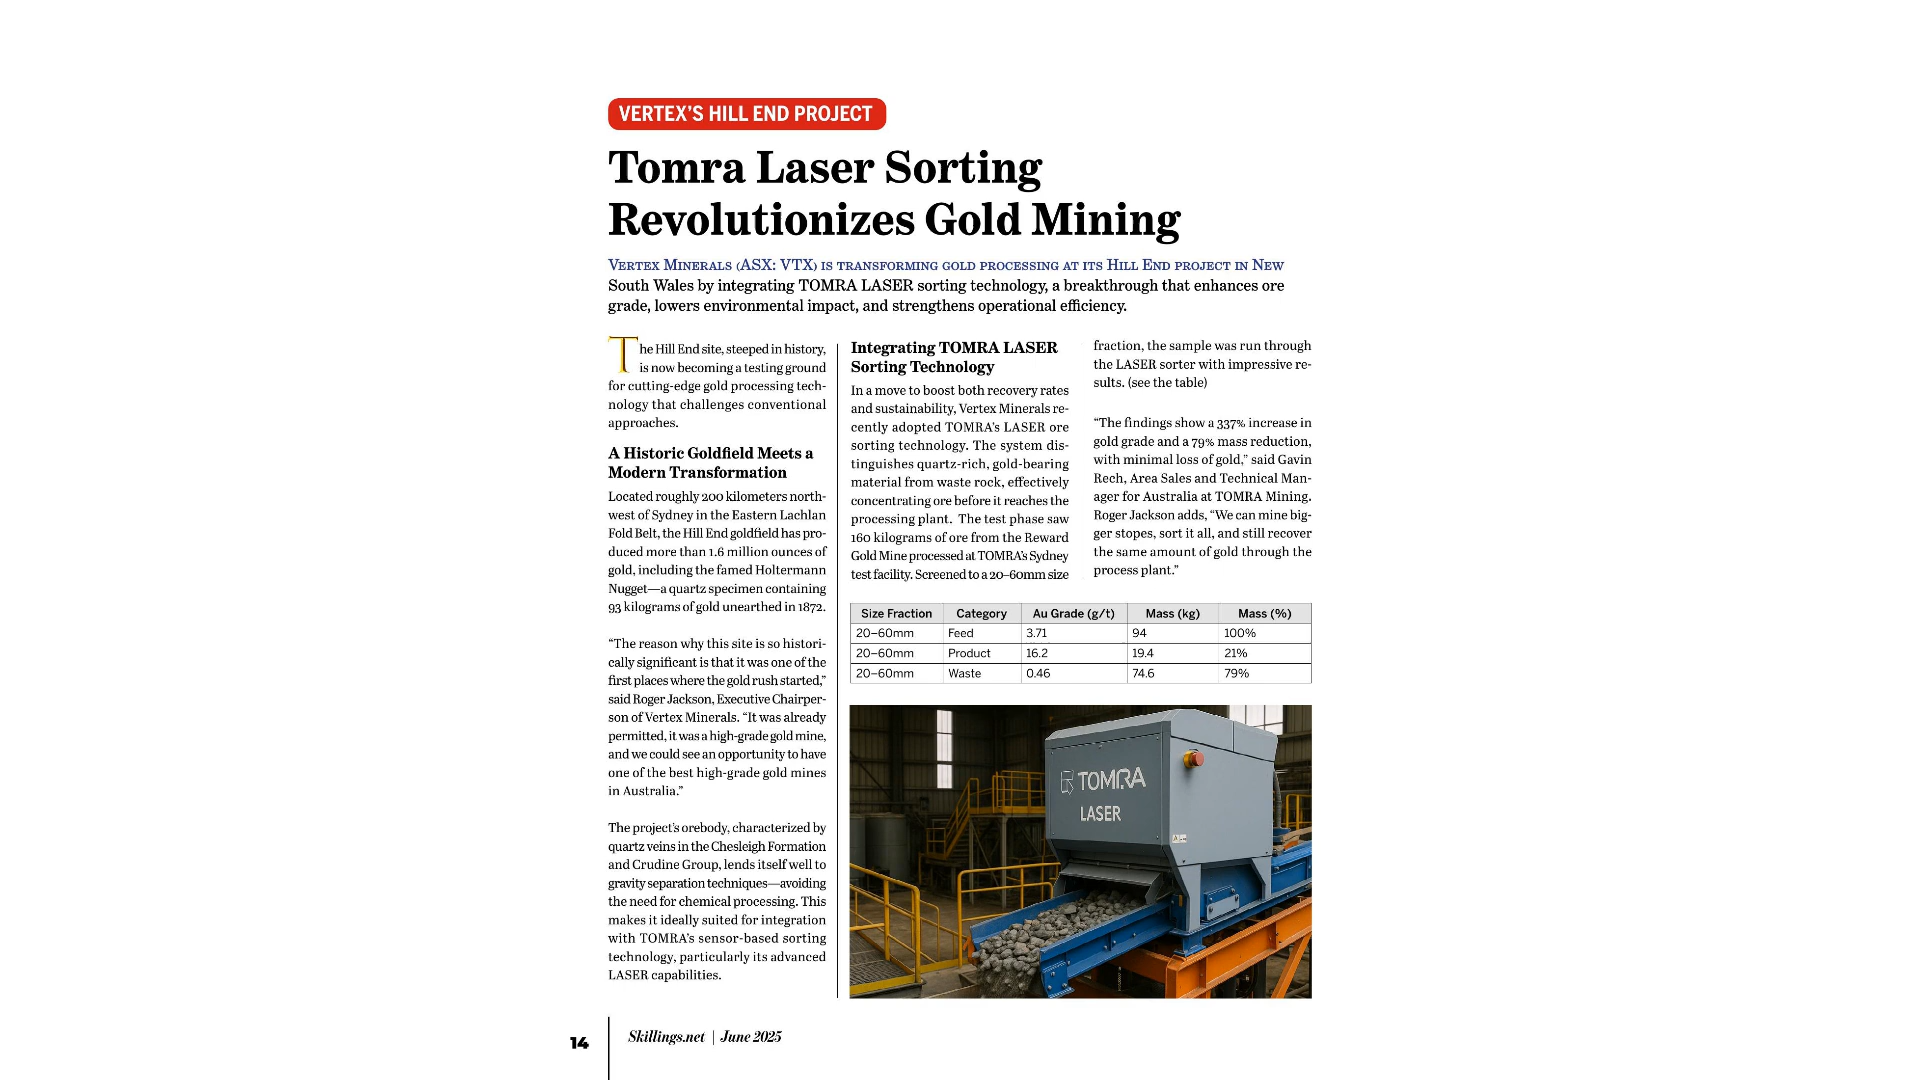 VERTEX'S HILL END PROJECT
Tomra Laser Sorting
Revolutionizes Gold Mining
Vertex Minerals (ASX: VTX) is transforming gold processing at its Hill End project in New
South Wales by integrating TOMRA LASER sorting technology, a breakthrough that enhances ore
grade, lowers environmental impact, and strengthens operational efficiency.
The Hill End site, steeped in history,
is now becoming a testing ground
for cutting-edge gold processing tech-
nology that challenges conventional
approaches.
A Historic Goldfield Meets a
Modern Transformation
Located roughly 200 kilometers north-
west of Sydney in the Eastern Lachlan
Fold Belt, the Hill End goldfield has pro-
duced more than 1.6 million ounces of
gold, including the famed Holtermann
Nugget—a quartz specimen containing
93 kilograms of gold unearthed in 1872.
“The reason why this site is so histori-
cally significant is that it was one of the
first places where the gold rush started,”
said Roger Jackson, Executive Chairper-
son of Vertex Minerals. “It was already
permitted, it was a high-grade gold mine,
and we could see an opportunity to have
one of the best high-grade gold mines
in Australia.”
The project's orebody, characterized by
quartz veins in the Chesleigh Formation
and Crudine Group, lends itself well to
gravity separation techniques—avoiding
the need for chemical processing. This
makes it ideally suited for integration
with TOMRA's sensor-based sorting
technology, particularly its advanced
LASER capabilities.
Integrating TOMRA LASER
Sorting Technology
In a move to boost both recovery rates
and sustainability, Vertex Minerals re-
cently adopted TOMRA's LASER ore
sorting technology. The system dis-
tinguishes quartz-rich, gold-bearing
material from waste rock, effectively
concentrating ore before it reaches the
processing plant. The test phase saw
160 kilograms of ore from the Reward
Gold Mine processed at TOMRA's Sydney
test facility. Screened to a 20–60mm size
fraction, the sample was run through
the LASER sorter with impressive re-
sults. (see the table)
“The findings show a 337% increase in
gold grade and a 79% mass reduction,
with minimal loss of gold,” said Gavin
Rech, Area Sales and Technical Man-
ager for Australia at TOMRA Mining.
Roger Jackson adds, “We can mine big-
ger stopes, sort it all, and still recover
the same amount of gold through the
process plant.”
Size Fraction Category Au Grade (g/t) Mass (kg) Mass (%)
20–60mm Feed 3.71 94 100%
20–60mm Product 16.2 19.4 21%
20–60mm Waste 0.46 74.6 79%
TOMRA
LASER
14
Skillings.net | June 2025